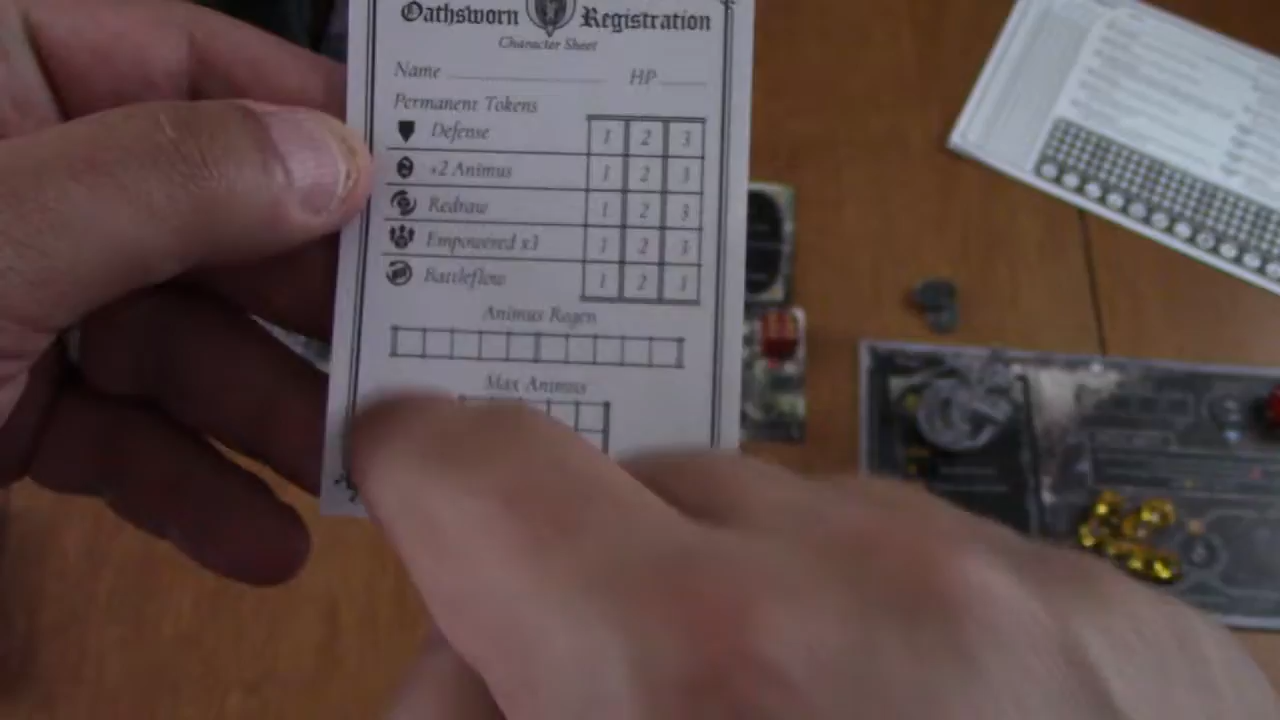 Oathsworn Registration
Character Sheet
Name HP
Permanent Tokens
Defense 1 2 3
+2 Animus 1 2 3
Redraw 1 2 3
Empowered x3 1 2 3
Battleflow 1 2 3
Animus Regen
Max Animus